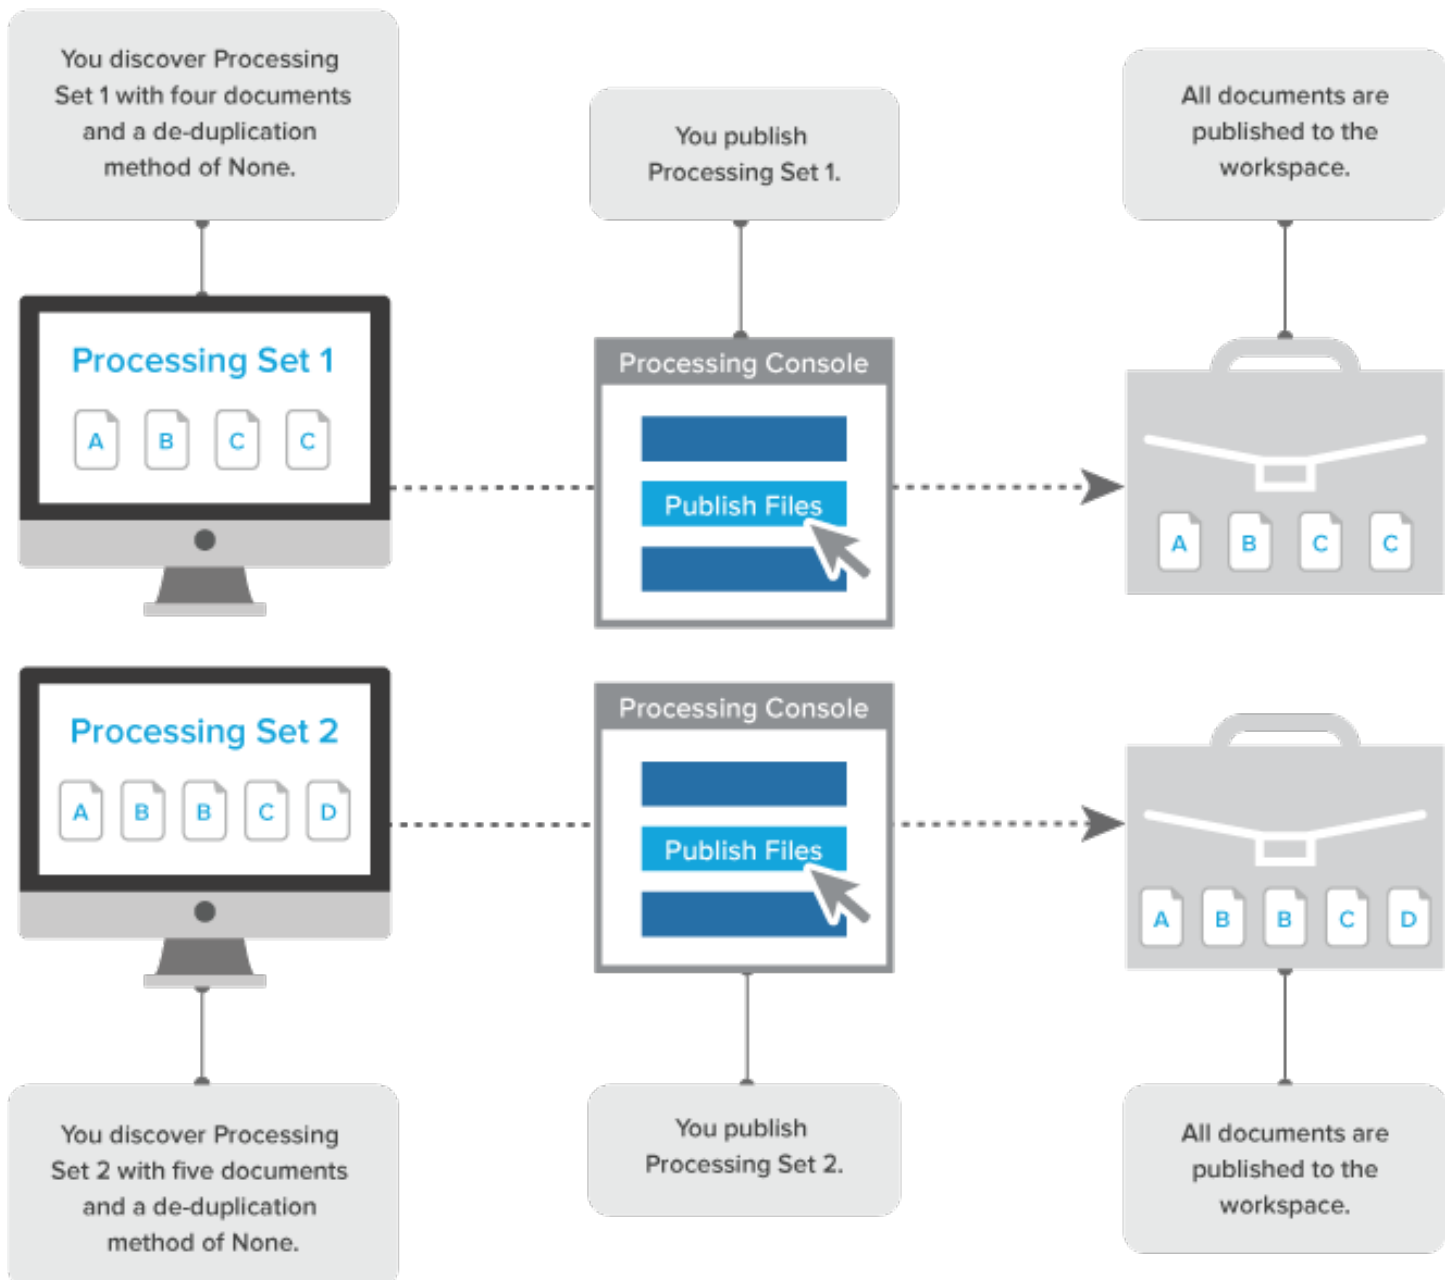 You discover Processing
Set 1 with four documents
and a de-duplication
method of None.
You publish
Processing Set 1.
All documents are
published to the
workspace.
Processing Set 1
A B C C
Processing Console
Publish Files
A B C C
Processing Set 2
A B B C D
Processing Console
Publish Files
A B B C D
You discover Processing
Set 2 with five documents
and a de-duplication
method of None.
You publish
Processing Set 2.
All documents are
published to the
workspace.